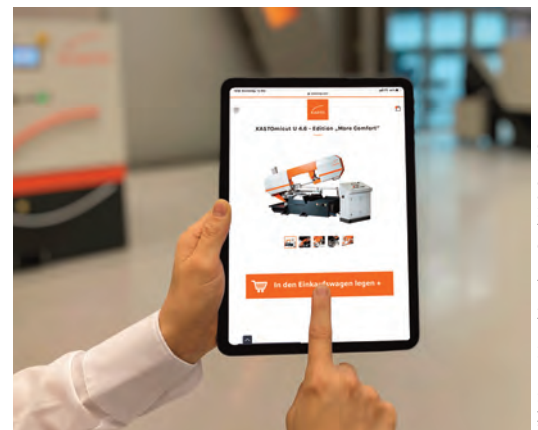 KASTOmicut U 4.6 - Edition „More Comfort“
In den Einkaufswagen legen +